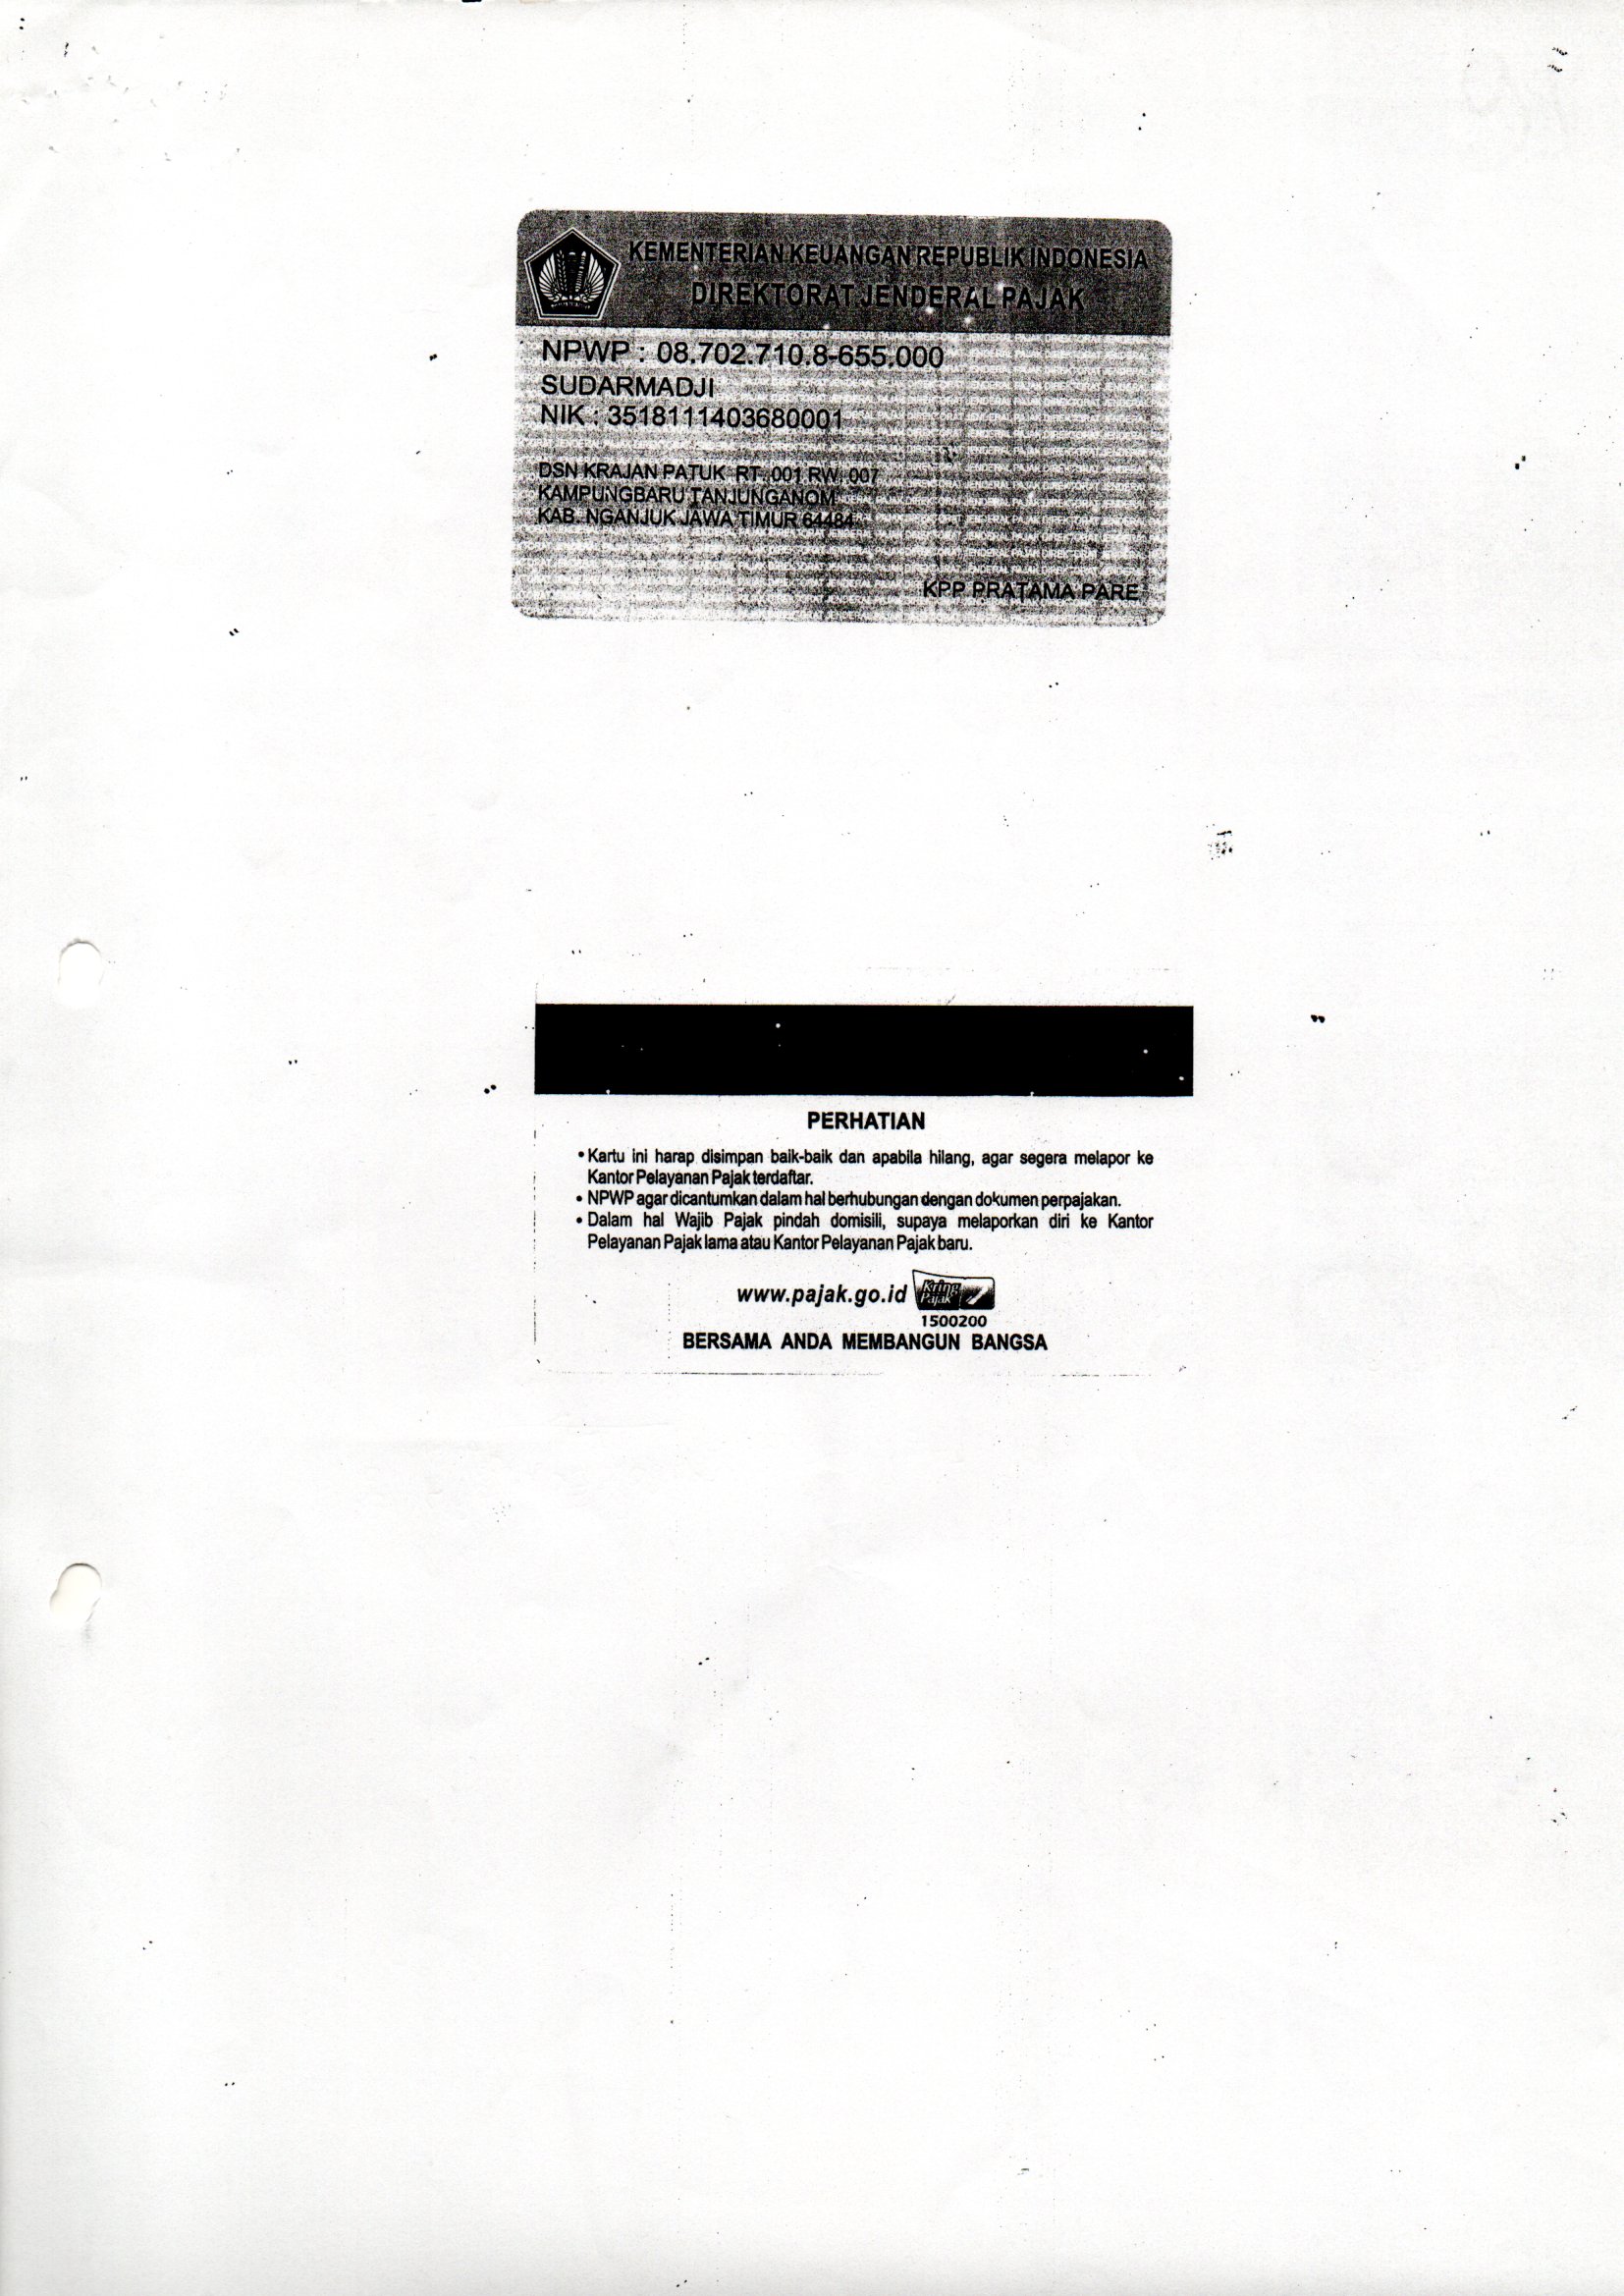 KEMENTERIAN KEUANGAN REPUBLIK INDONESIA
DIREKTORAT JENDERAL PAJAK
NPWP : 08.702.710.8-655.000
SUDARMADJI
NIK : 3518111403680001
DSN KRAJAN PATUK RT. 001 RW. 007
KAMPUNGBARU TANJUNGANOM
KAB. NGANJUK JAWA TIMUR 64484
KPP PRATAMA PARE
PERHATIAN
• Kartu ini harap disimpan baik-baik dan apabila hilang, agar segera melapor ke
Kantor Pelayanan Pajak terdaftar.
• NPWP agar dicantumkan dalam hal berhubungan dengan dokumen perpajakan.
• Dalam hal Wajib Pajak pindah domisili, supaya melaporkan diri ke Kantor
Pelayanan Pajak lama atau Kantor Pelayanan Pajak baru.
www.pajak.go.id Kring Pajak
1500200
BERSAMA ANDA MEMBANGUN BANGSA